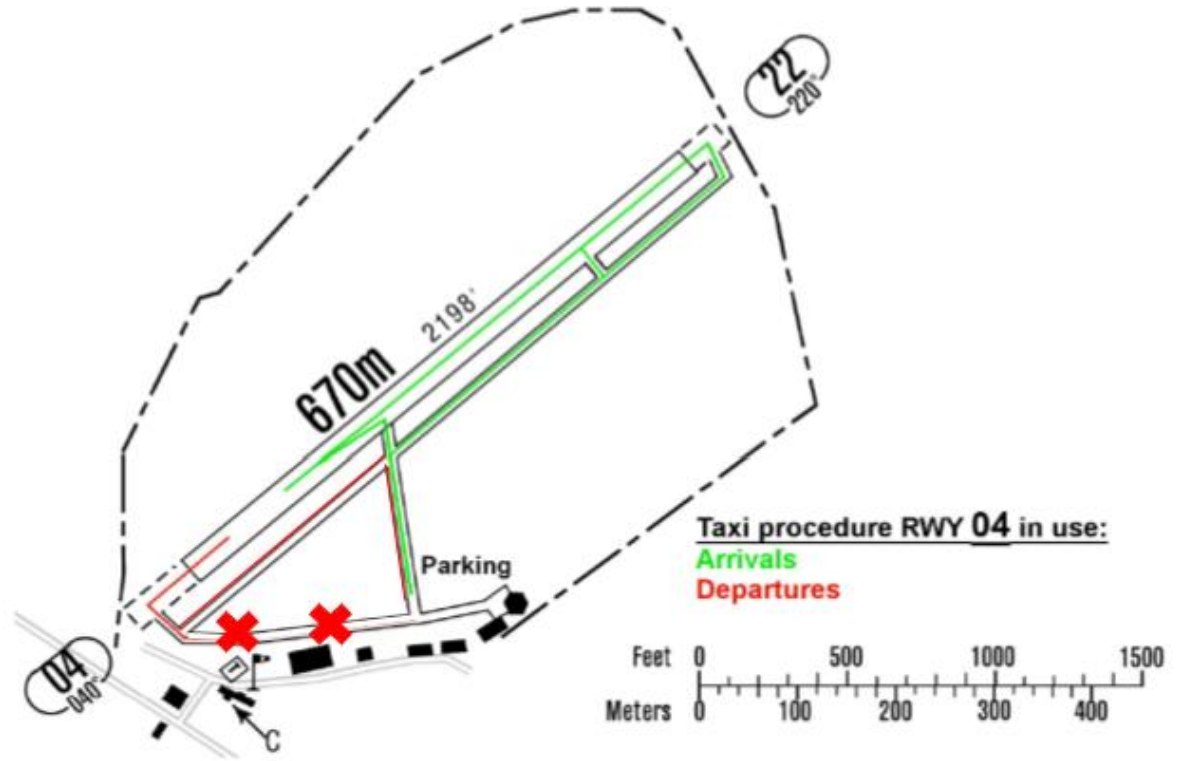 22
220°
2198'
670m
Parking
Taxi procedure RWY 04 in use:
Arrivals
Departures
04
040°
C
Feet 0 500 1000 1500
Meters 0 100 200 300 400